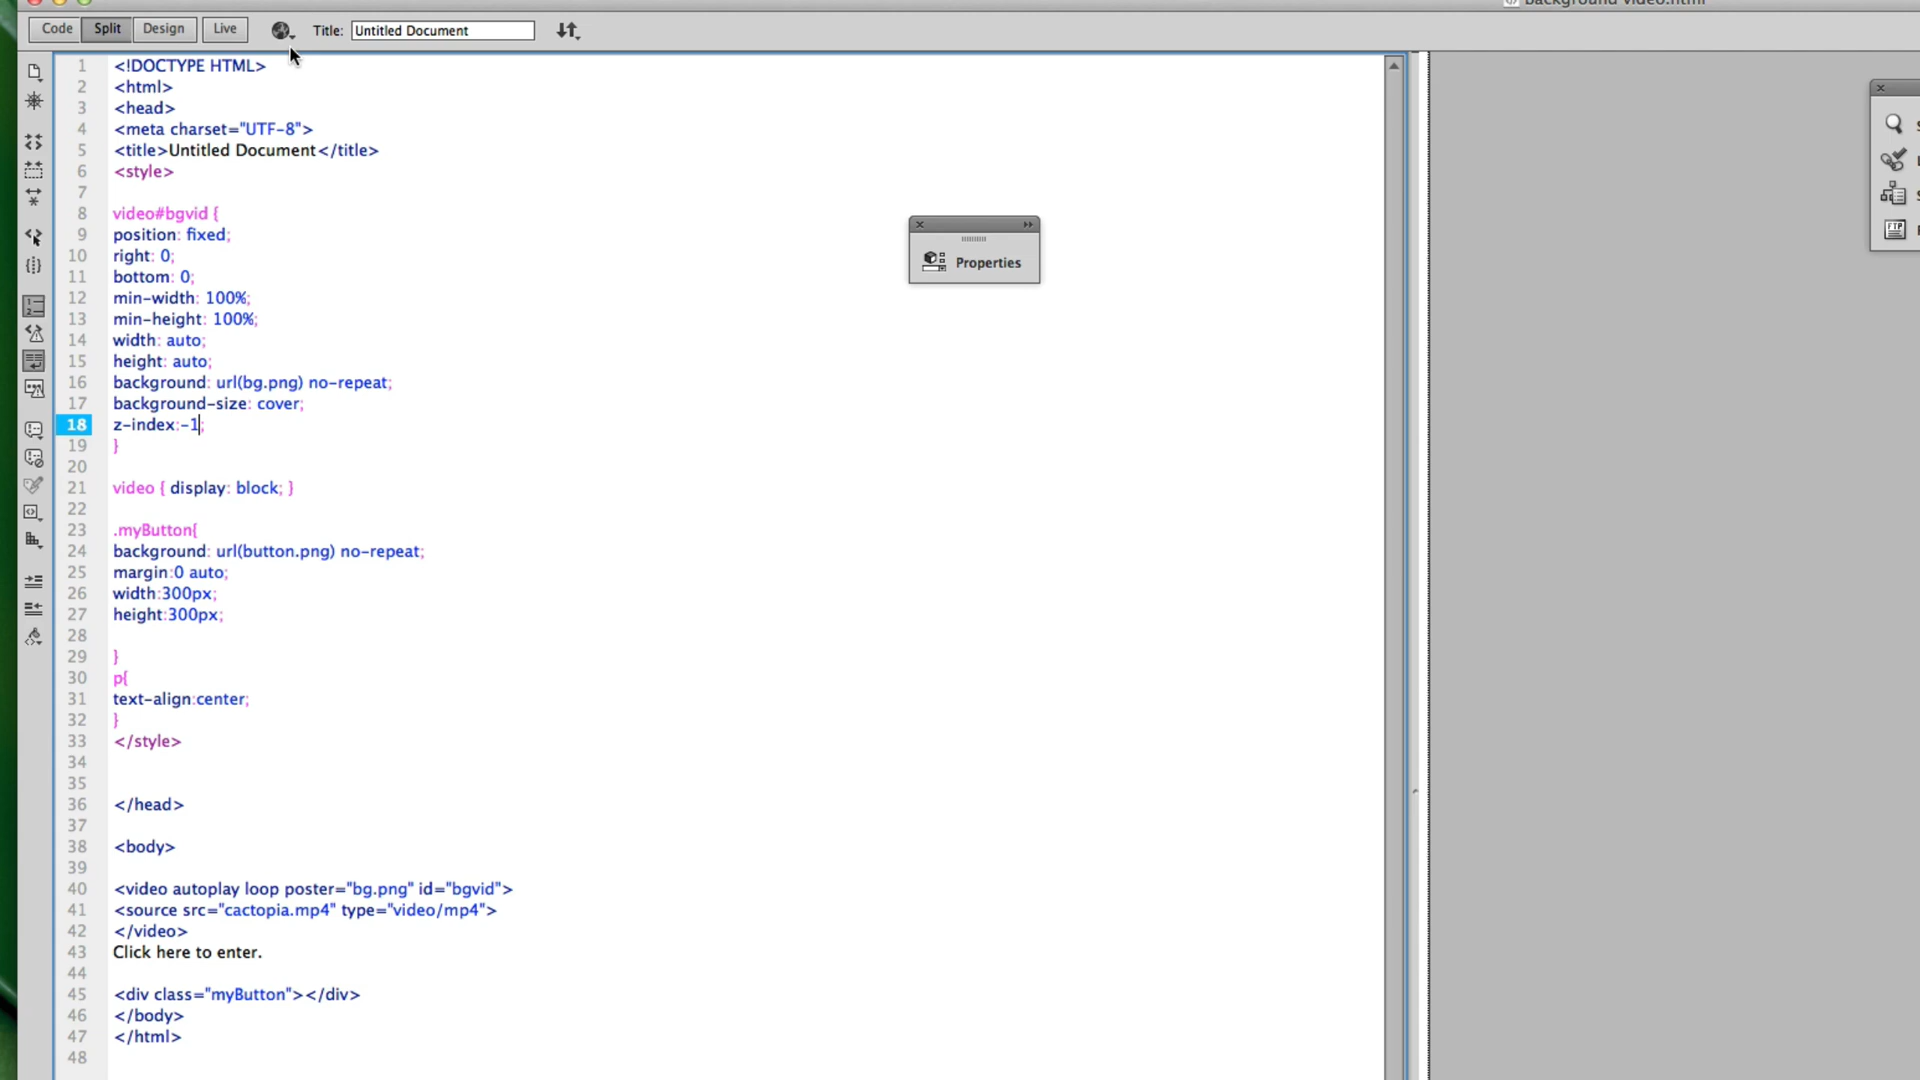 background video.html
Code Split Design Live Title: Untitled Document
1 <!DOCTYPE HTML>
2 <html>
3 <head>
4 <meta charset="UTF-8">
5 <title>Untitled Document</title>
6 <style>
7
8 video#bgvid {
9 position: fixed;
10 right: 0;
11 bottom: 0;
12 min-width: 100%;
13 min-height: 100%;
14 width: auto;
15 height: auto;
16 background: url(bg.png) no-repeat;
17 background-size: cover;
18 z-index:-1;
19 }
20
21 video { display: block; }
22
23 .myButton{
24 background: url(button.png) no-repeat;
25 margin:0 auto;
26 width:300px;
27 height:300px;
28
29 }
30 p{
31 text-align:center;
32 }
33 </style>
34
35
36 </head>
37
38 <body>
39
40 <video autoplay loop poster="bg.png" id="bgvid">
41 <source src="cactopia.mp4" type="video/mp4">
42 </video>
43 Click here to enter.
44
45 <div class="myButton"></div>
46 </body>
47 </html>
48
Properties
FTP